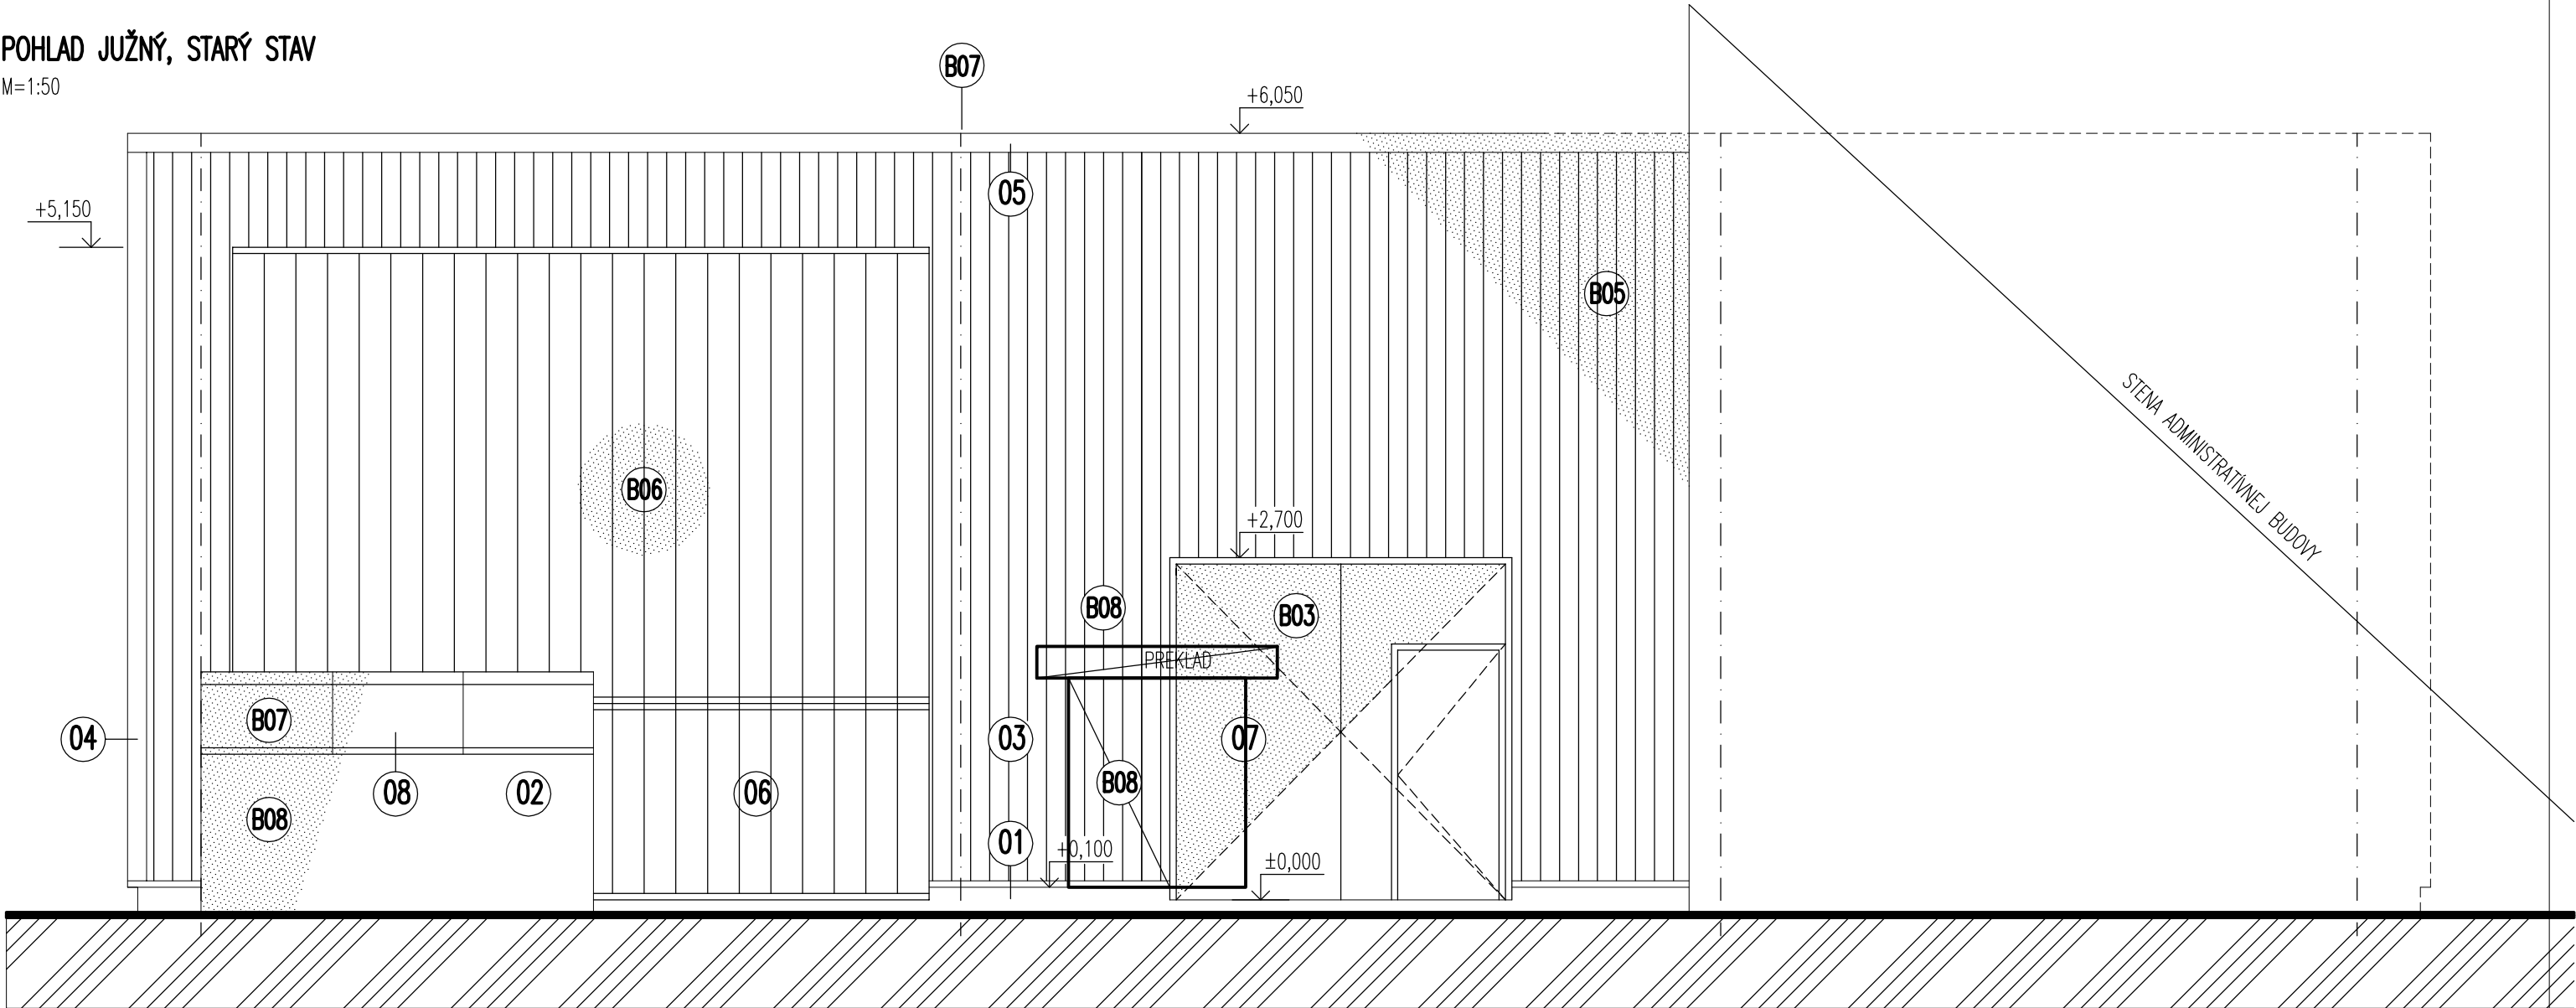 POHLAD JUŽNÝ, STARÝ STAV
M=1:50
B07
+6,050
05
+5,150
B05
B06
STENA ADMINISTRATÍVNEJ BUDOVY
+2,700
B08
B03
PREKLAD
B07
04
03
07
B08
08
02
06
B08
01
+0,100
±0,000